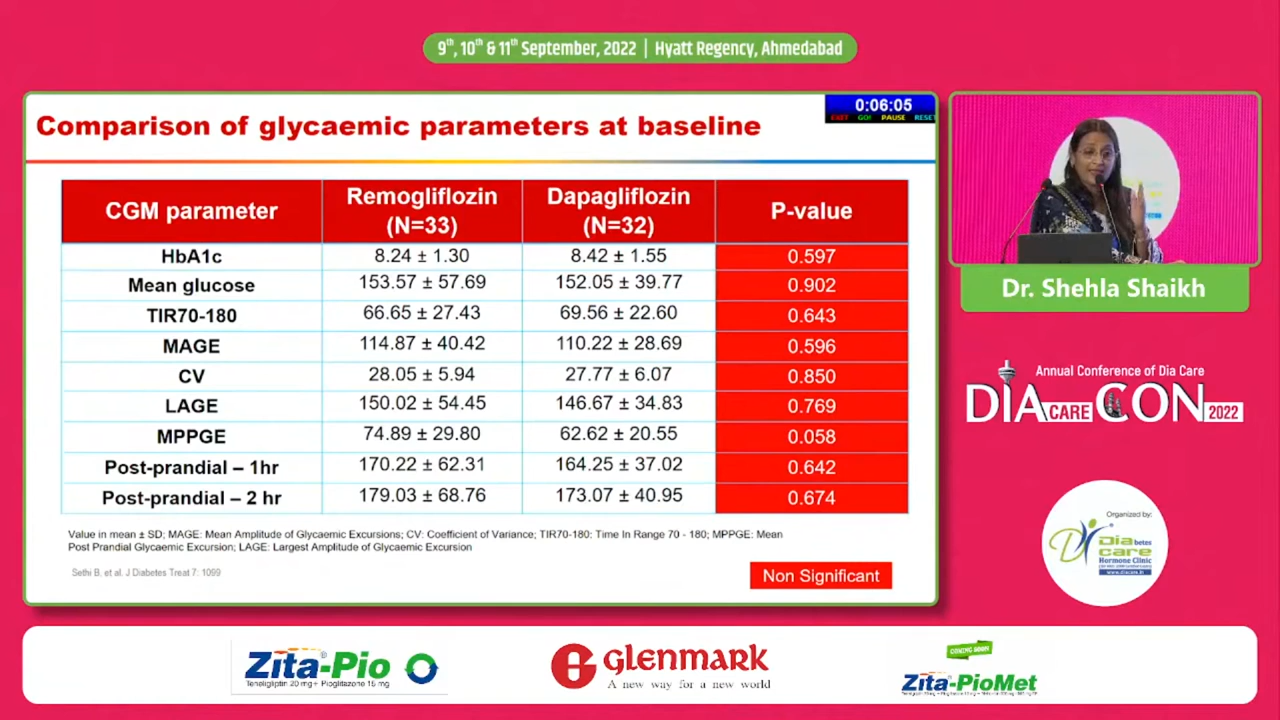 9th, 10th & 11th September, 2022 | Hyatt Regency, Ahmedabad
0:06:05
EXIT GO! PAUSE RESET
Comparison of glycaemic parameters at baseline
CGM parameter Remogliflozin (N=33) Dapagliflozin (N=32) P-value
HbA1c 8.24 ± 1.30 8.42 ± 1.55 0.597
Mean glucose 153.57 ± 57.69 152.05 ± 39.77 0.902
TIR70-180 66.65 ± 27.43 69.56 ± 22.60 0.643
MAGE 114.87 ± 40.42 110.22 ± 28.69 0.596
CV 28.05 ± 5.94 27.77 ± 6.07 0.850
LAGE 150.02 ± 54.45 146.67 ± 34.83 0.769
MPPGE 74.89 ± 29.80 62.62 ± 20.55 0.058
Post-prandial – 1hr 170.22 ± 62.31 164.25 ± 37.02 0.642
Post-prandial – 2 hr 179.03 ± 68.76 173.07 ± 40.95 0.674
Value in mean ± SD; MAGE: Mean Amplitude of Glycaemic Excursions; CV: Coefficient of Variance; TIR70-180: Time In Range 70 - 180; MPPGE: Mean
Post Prandial Glycaemic Excursion; LAGE: Largest Amplitude of Glycaemic Excursion
Sethi B, et al. J Diabetes Treat 7: 1099
Non Significant
Dr. Shehla Shaikh
Annual Conference of Dia Care
DIA CARE CON 2022
Organized by:
Diabetes
care
Hormone Clinic
www.diacare.in
Zita-Pio
Teneligliptin 20 mg + Pioglitazone 15 mg
glenmark
A new way for a new world
COMING SOON
Zita-PioMet